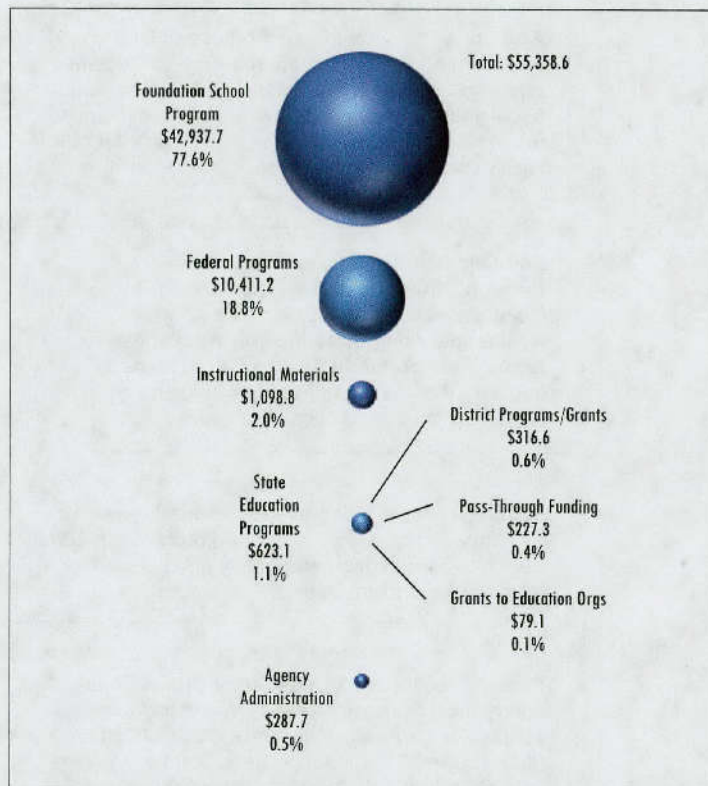 Total: $55,358.6
Foundation School
Program
$42,937.7
77.6%
Federal Programs
$10,411.2
18.8%
Instructional Materials
$1,098.8
2.0%
District Programs/Grants
$316.6
0.6%
State
Education
Programs
$623.1
1.1%
Pass-Through Funding
$227.3
0.4%
Grants to Education Orgs
$79.1
0.1%
Agency
Administration
$287.7
0.5%